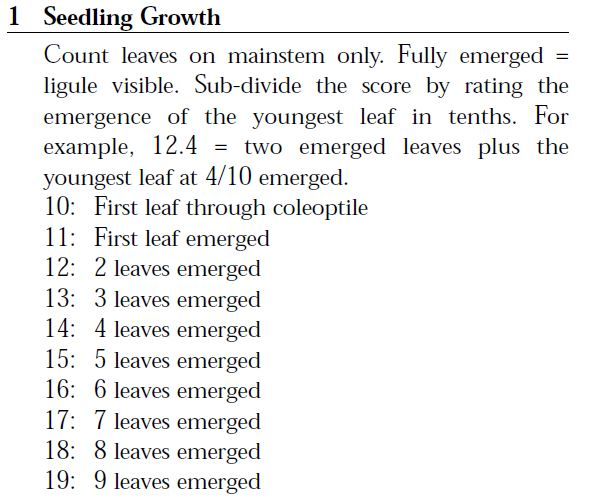 1 Seedling Growth
Count leaves on mainstem only. Fully emerged =
ligule visible. Sub-divide the score by rating the
emergence of the youngest leaf in tenths. For
example, 12.4 = two emerged leaves plus the
youngest leaf at 4/10 emerged.
10: First leaf through coleoptile
11: First leaf emerged
12: 2 leaves emerged
13: 3 leaves emerged
14: 4 leaves emerged
15: 5 leaves emerged
16: 6 leaves emerged
17: 7 leaves emerged
18: 8 leaves emerged
19: 9 leaves emerged